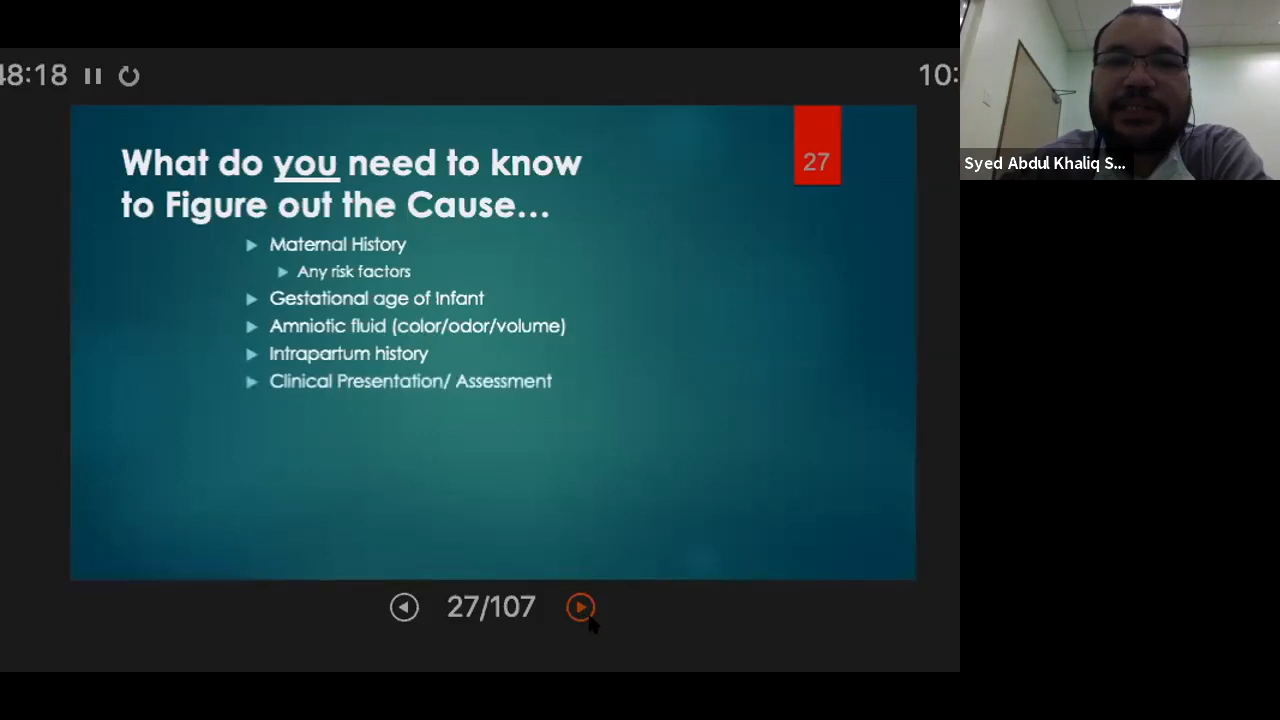 48:18
10:
What do you need to know
27
to Figure out the Cause...
Maternal History
Any risk factors
Gestational age of Infant
Amniotic fluid (color/odor/volume)
Intrapartum history
Clinical Presentation/ Assessment
27/107
Syed Abdul Khaliq S...